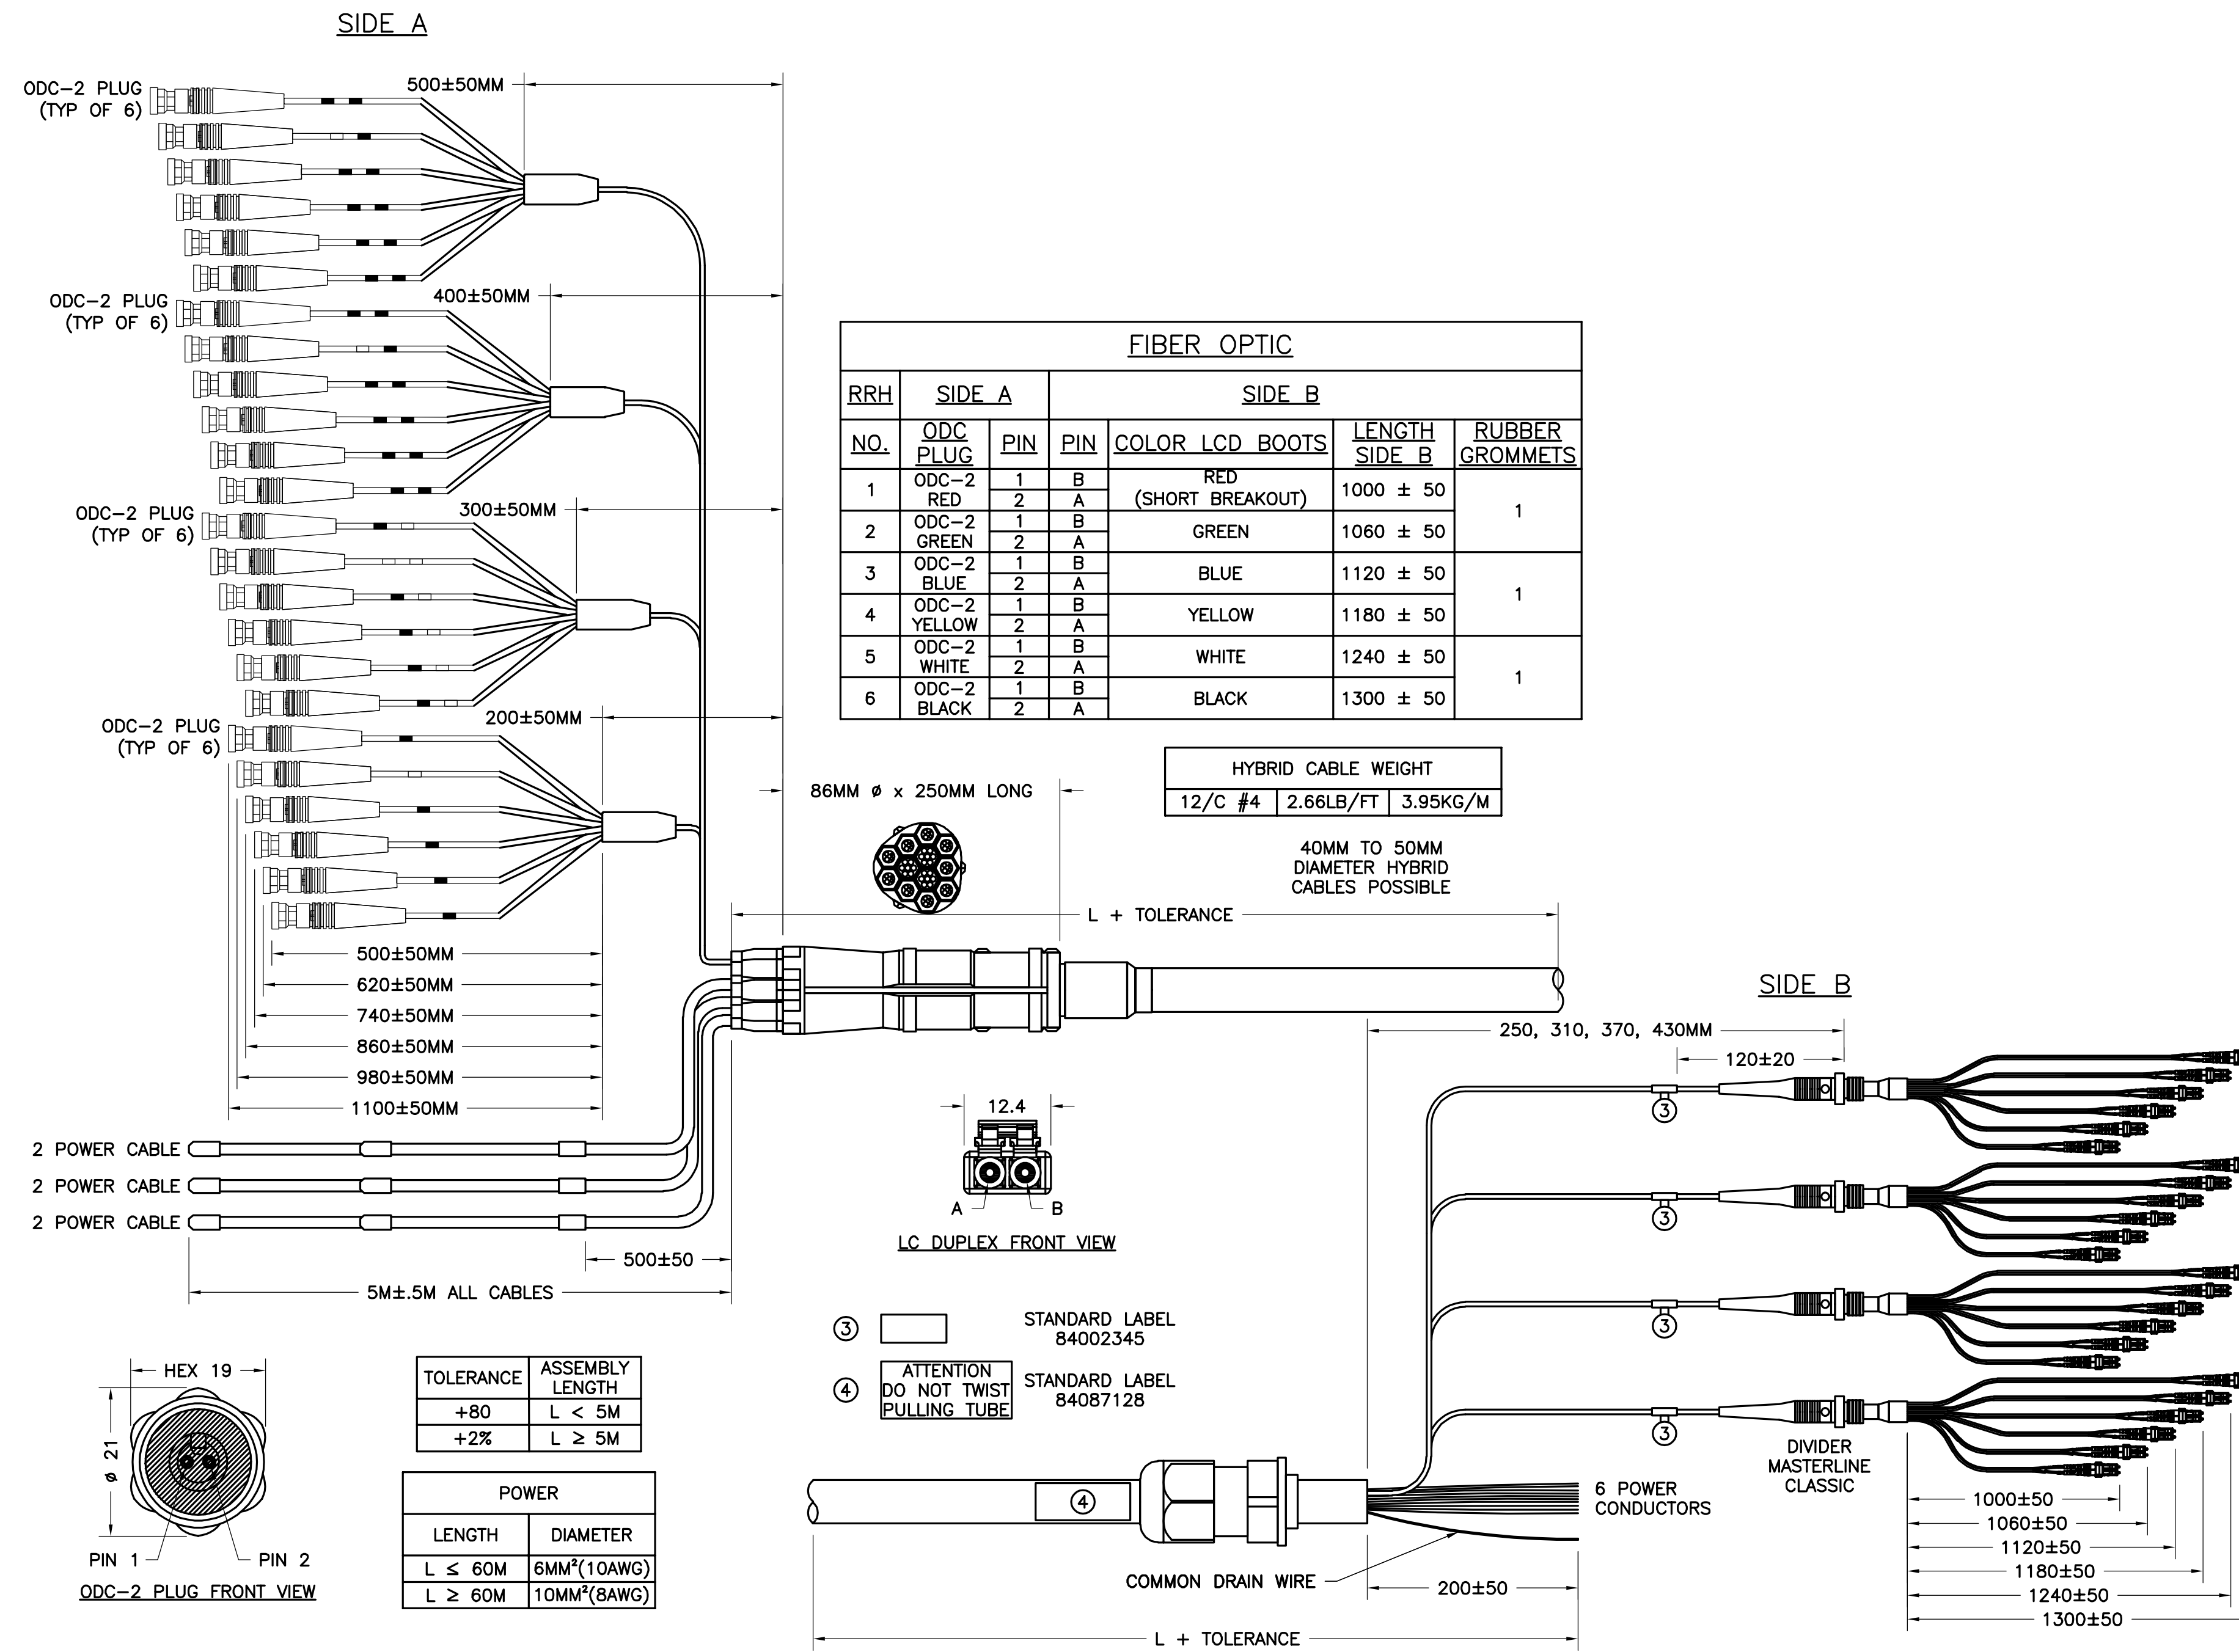 SIDE A
ODC-2 PLUG
(TYP OF 6)
500±50MM
ODC-2 PLUG
(TYP OF 6)
400±50MM
ODC-2 PLUG
(TYP OF 6)
300±50MM
ODC-2 PLUG
(TYP OF 6)
200±50MM
500±50MM
620±50MM
740±50MM
860±50MM
980±50MM
1100±50MM
2 POWER CABLE
2 POWER CABLE
2 POWER CABLE
500±50
5M±.5M ALL CABLES
FIBER OPTIC
RRH SIDE A SIDE B
NO. ODC PLUG PIN PIN COLOR LCD BOOTS LENGTH SIDE B RUBBER GROMMETS
1 ODC-2 RED 1 B RED (SHORT BREAKOUT) 1000 ± 50 1
2 A
2 ODC-2 GREEN 1 B GREEN 1060 ± 50
2 A
3 ODC-2 BLUE 1 B BLUE 1120 ± 50 1
2 A
4 ODC-2 YELLOW 1 B YELLOW 1180 ± 50
2 A
5 ODC-2 WHITE 1 B WHITE 1240 ± 50 1
2 A
6 ODC-2 BLACK 1 B BLACK 1300 ± 50
2 A
HYBRID CABLE WEIGHT
12/C #4 2.66LB/FT 3.95KG/M
86MM ø x 250MM LONG
40MM TO 50MM
DIAMETER HYBRID
CABLES POSSIBLE
L + TOLERANCE
SIDE B
250, 310, 370, 430MM
120±20
3
3
3
3
12.4
A B
LC DUPLEX FRONT VIEW
3 STANDARD LABEL
84002345
4 ATTENTION
DO NOT TWIST
PULLING TUBE
STANDARD LABEL
84087128
HEX 19
ø 21
PIN 1 PIN 2
ODC-2 PLUG FRONT VIEW
TOLERANCE ASSEMBLY LENGTH
+80 L < 5M
+2% L ≥ 5M
POWER
LENGTH DIAMETER
L ≤ 60M 6MM²(10AWG)
L ≥ 60M 10MM²(8AWG)
4
6 POWER
CONDUCTORS
COMMON DRAIN WIRE
200±50
L + TOLERANCE
DIVIDER
MASTERLINE
CLASSIC
1000±50
1060±50
1120±50
1180±50
1240±50
1300±50